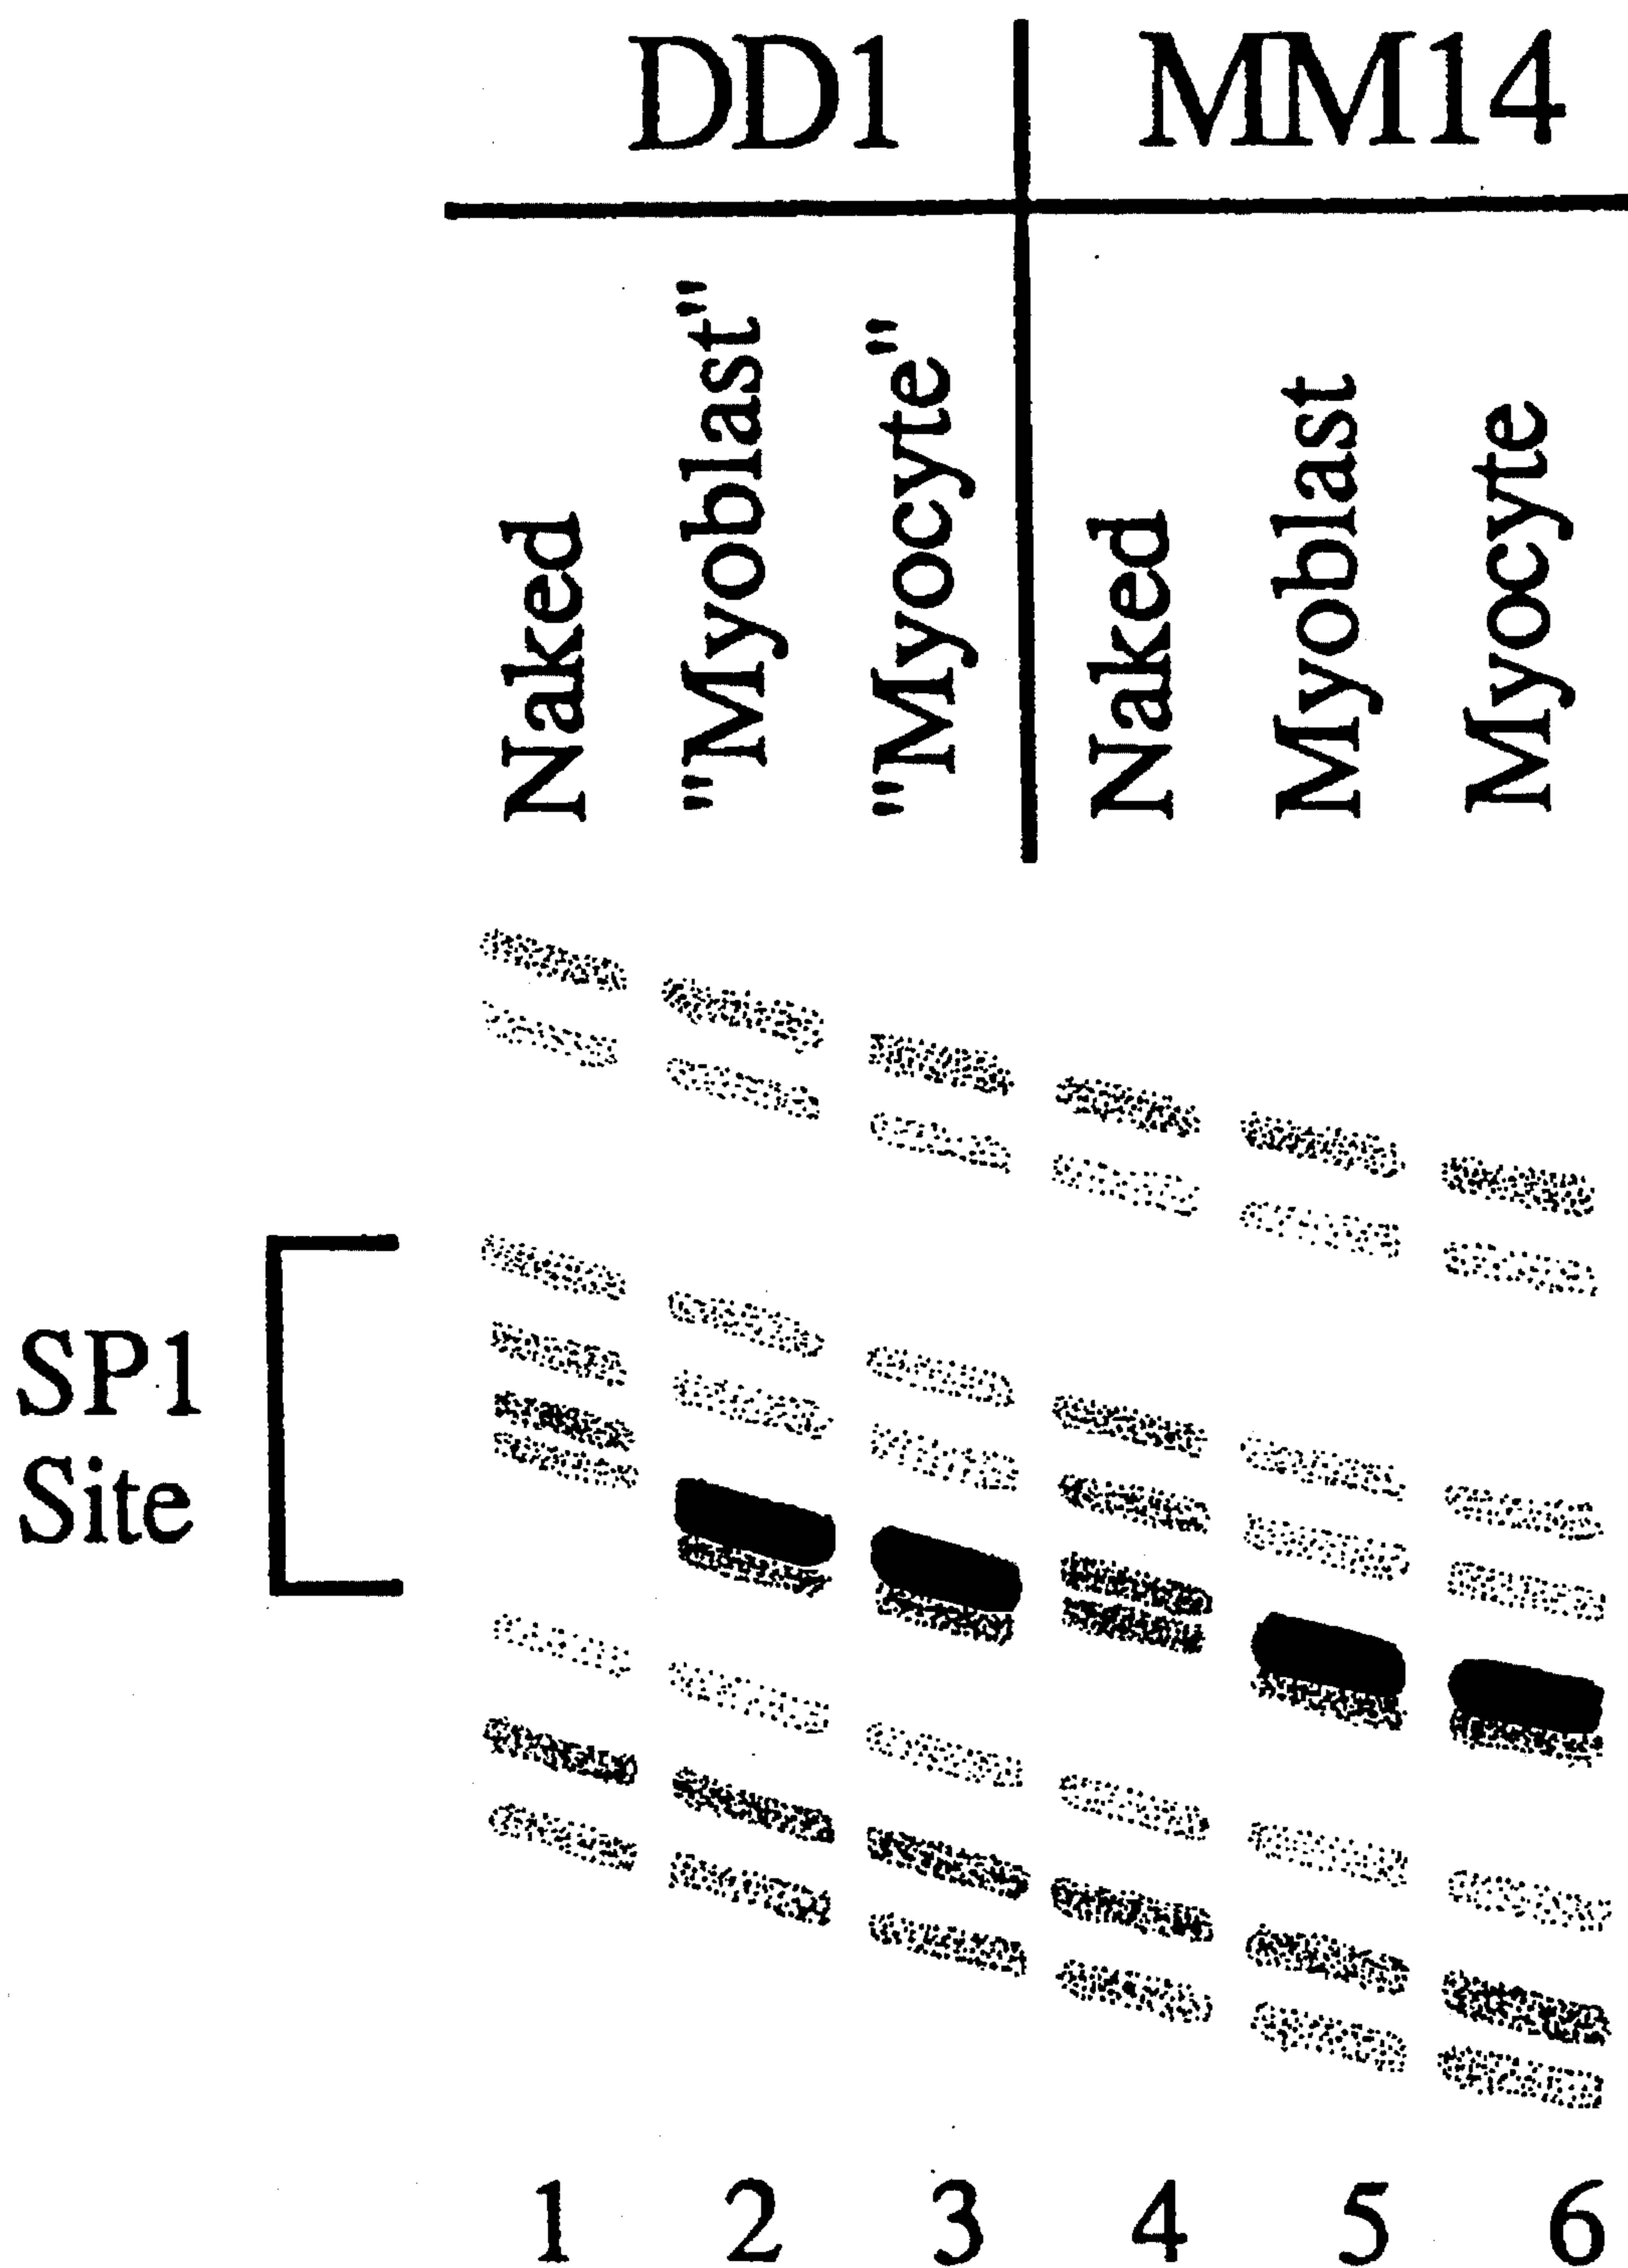 DD1 MM14
Naked "Myoblast" "Myocyte" Naked Myoblast Myocyte
SP1
Site
1 2 3 4 5 6